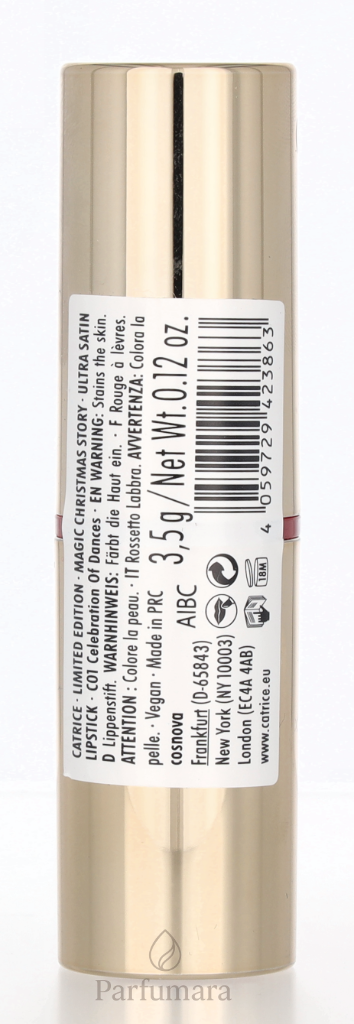 CATRICE · LIMITED EDITION · MAGIC CHRISTMAS STORY · ULTRA SATIN
LIPSTICK · C01 Celebration Of Dances · EN WARNING: Stains the skin.
D Lippenstift. WARNHINWEIS: Färbt die Haut ein. · F Rouge à lèvres.
ATTENTION : Colore la peau. · IT Rossetto Labbra. AVVERTENZA: Colora la
pelle. · Vegan · Made in PRC
cosnova
Frankfurt (D-65843)
New York (NY10003)
London (EC4A 4AB)
www.catrice.eu
AIBC
3,5g/Net Wt.0.12 oz.
18M
4 059729 423863
Parfumara